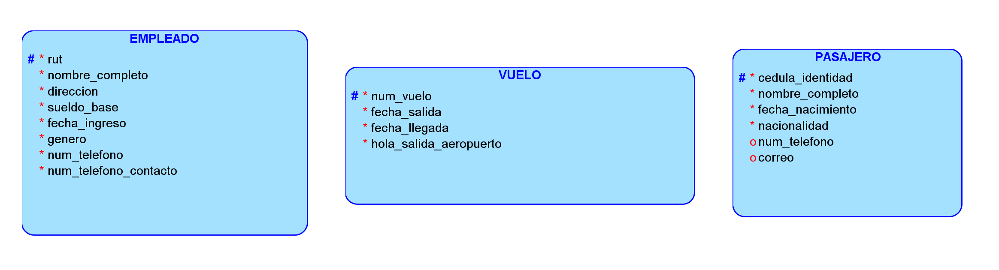 EMPLEADO
# * rut
* nombre_completo
* direccion
* sueldo_base
* fecha_ingreso
* genero
* num_telefono
* num_telefono_contacto
VUELO
# * num_vuelo
* fecha_salida
* fecha_llegada
* hola_salida_aeropuerto
PASAJERO
# * cedula_identidad
* nombre_completo
* fecha_nacimiento
* nacionalidad
o num_telefono
o correo